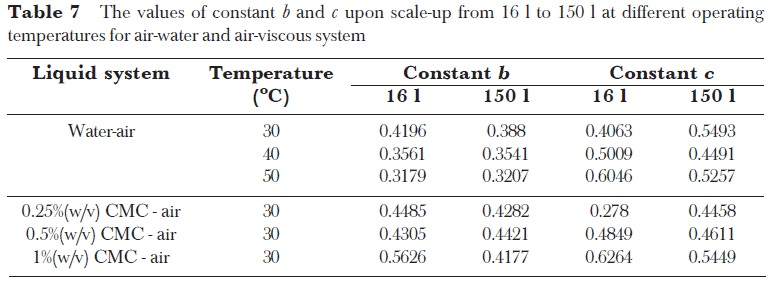 Table 7 The values of constant b and c upon scale-up from 16 l to 150 l at different operating
temperatures for air-water and air-viscous system
Liquid system Temperature Constant b Constant c
(ºC) 16 l 150 l 16 l 150 l
Water-air 30 0.4196 0.388 0.4063 0.5493
40 0.3561 0.3541 0.5009 0.4491
50 0.3179 0.3207 0.6046 0.5257
0.25%(w/v) CMC - air 30 0.4485 0.4282 0.278 0.4458
0.5%(w/v) CMC - air 30 0.4305 0.4421 0.4849 0.4611
1%(w/v) CMC - air 30 0.5626 0.4177 0.6264 0.5449